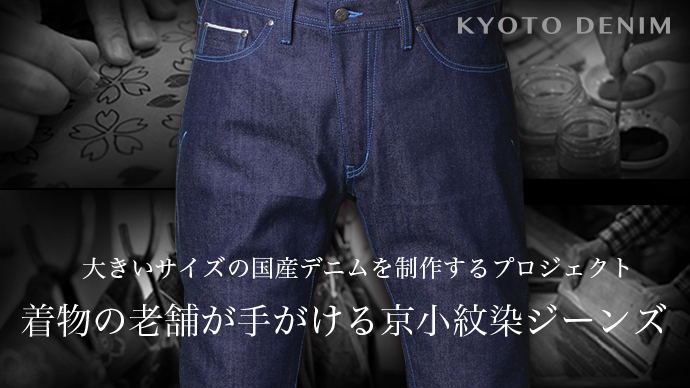 KYOTO DENIM
大きいサイズの国産デニムを制作するプロジェクト
着物の老舗が手がける京小紋染ジーンズ